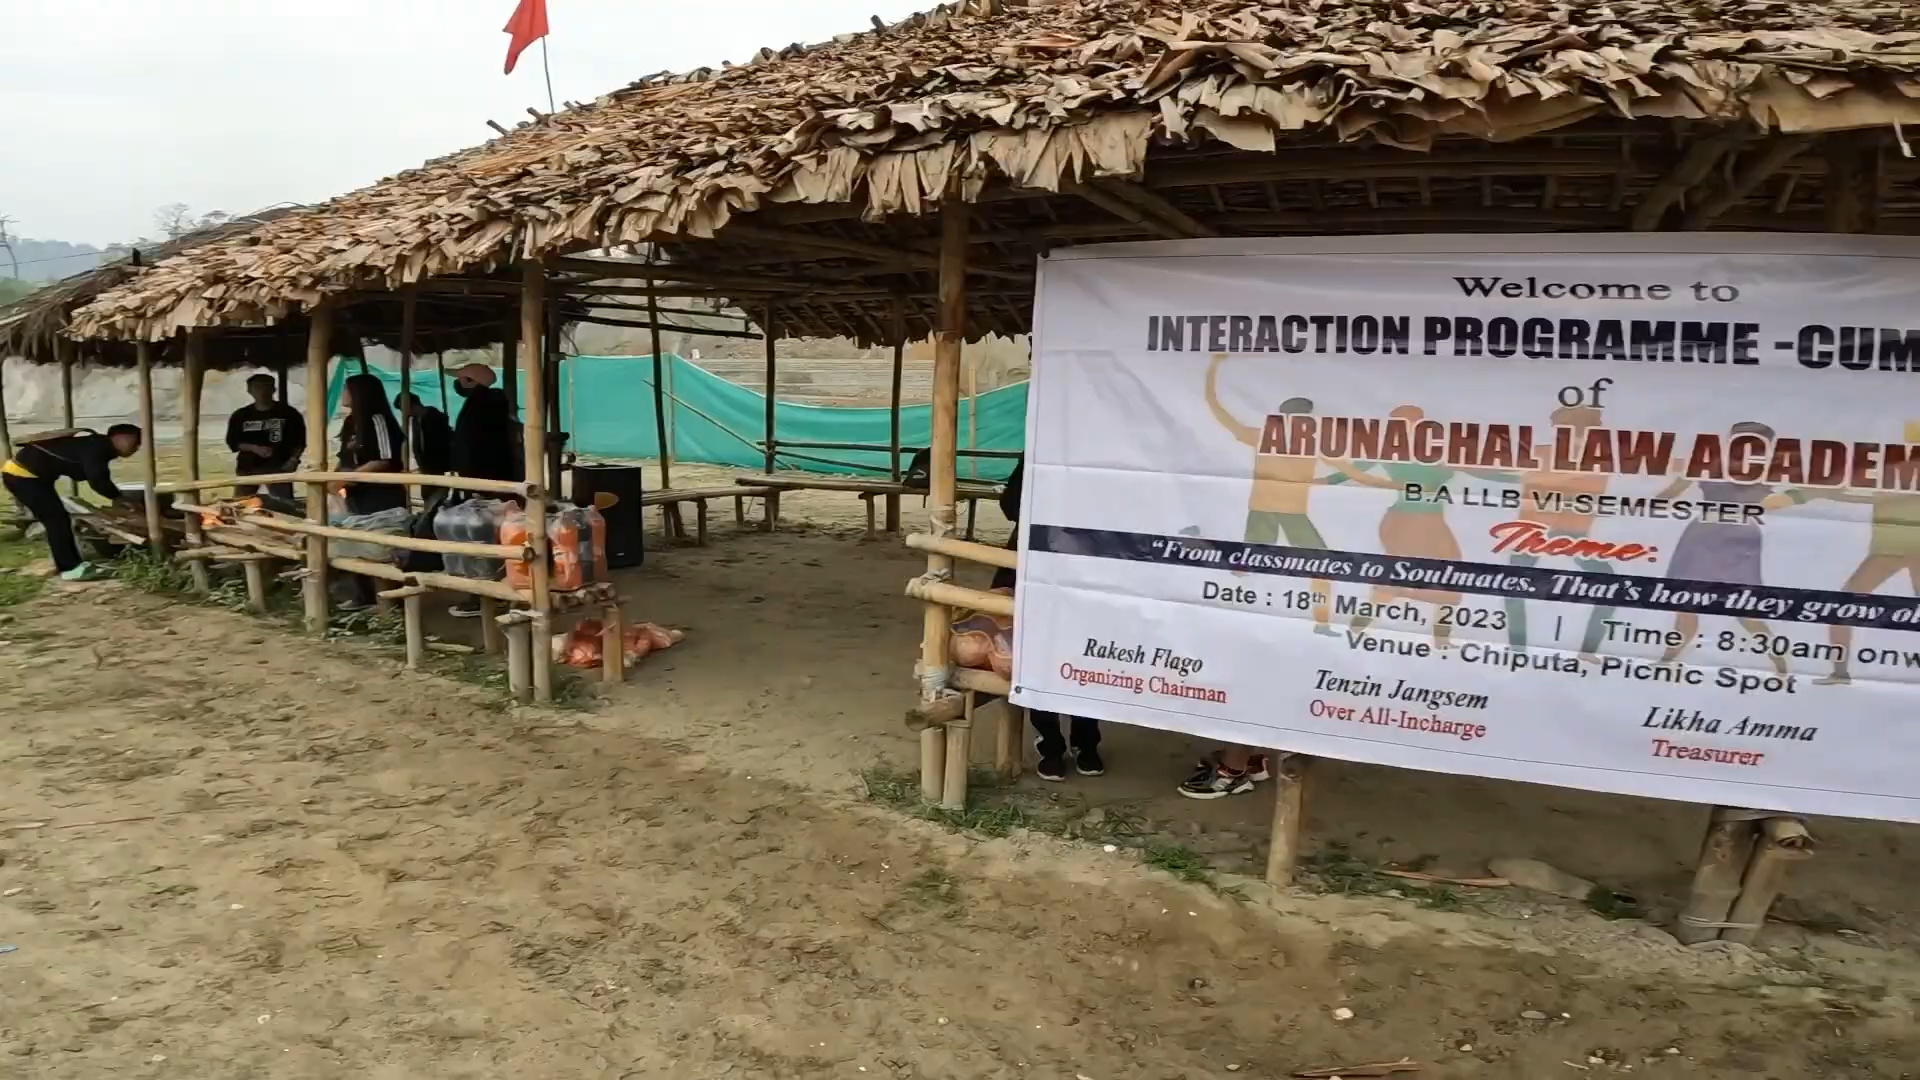 Welcome to
INTERACTION PROGRAMME -CUM
of
ARUNACHAL LAW ACADEM
B.A LLB VI-SEMESTER
Theme:
"From classmates to Soulmates. That's how they grow ol
Date : 18th March, 2023 | Time : 8:30am onw
Venue : Chiputa, Picnic Spot
Rakesh Flago
Organizing Chairman
Tenzin Jangsem
Over All-Incharge
Likha Amma
Treasurer